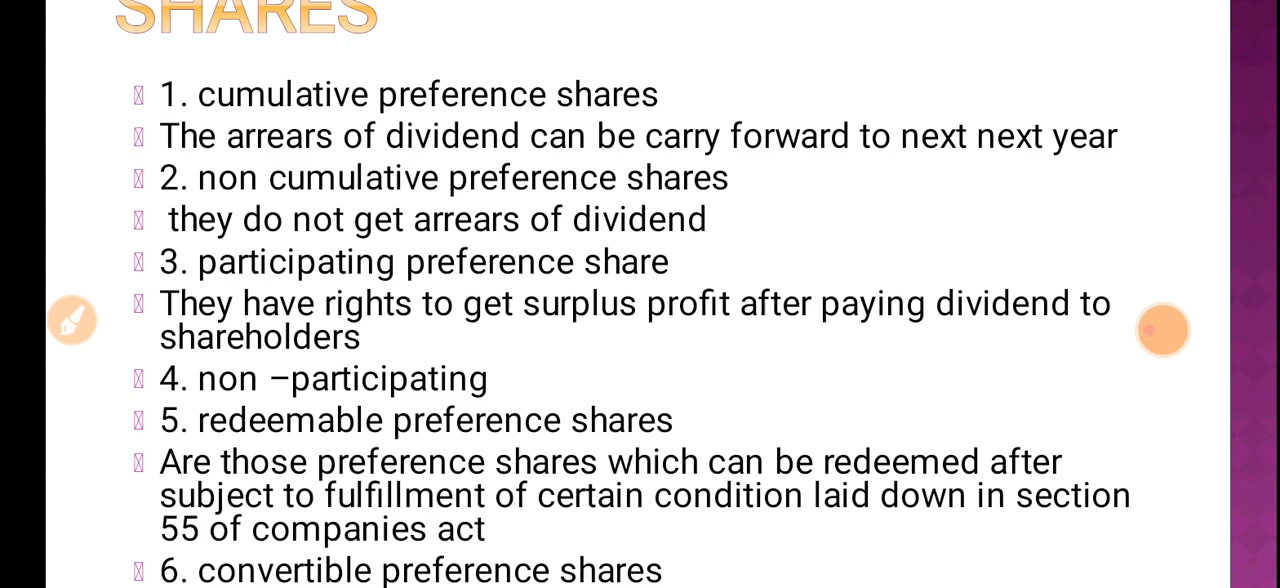 SHARES
1. cumulative preference shares
The arrears of dividend can be carry forward to next next year
2. non cumulative preference shares
they do not get arrears of dividend
3. participating preference share
They have rights to get surplus profit after paying dividend to
shareholders
4. non –participating
5. redeemable preference shares
Are those preference shares which can be redeemed after
subject to fulfillment of certain condition laid down in section
55 of companies act
6. convertible preference shares